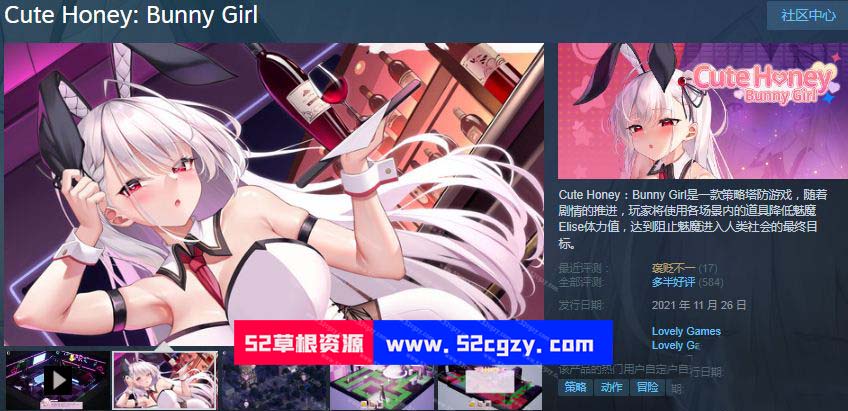 Cute Honey: Bunny Girl
社区中心
Cute Honey
Bunny Girl
Cute Honey：Bunny Girl是一款策略塔防游戏，随着
剧情的推进，玩家将使用各场景内的道具降低魅魔
Elise体力值，达到阻止魅魔进入人类社会的最终目
标。
最近评测：
褒贬不一 (17)
全部评测：
多半好评 (584)
发行日期:
2021 年 11 月 26 日
Lovely Games
Lovely G
52草根资源
www.52cgzy.com
该产品的热门用户自定
行日期:
策略
动作
冒险
期: